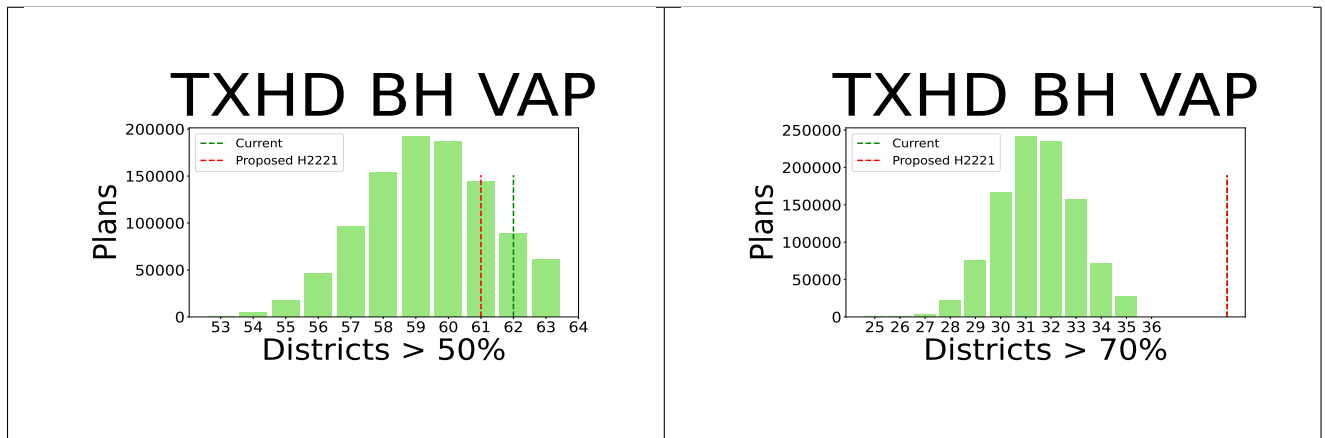 TXHD BH VAP
200000
150000
100000
50000
0
Plans
Current
Proposed H2221
53 54 55 56 57 58 59 60 61 62 63 64
Districts > 50%
TXHD BH VAP
250000
200000
150000
100000
50000
0
Plans
Current
Proposed H2221
25 26 27 28 29 30 31 32 33 34 35 36
Districts > 70%